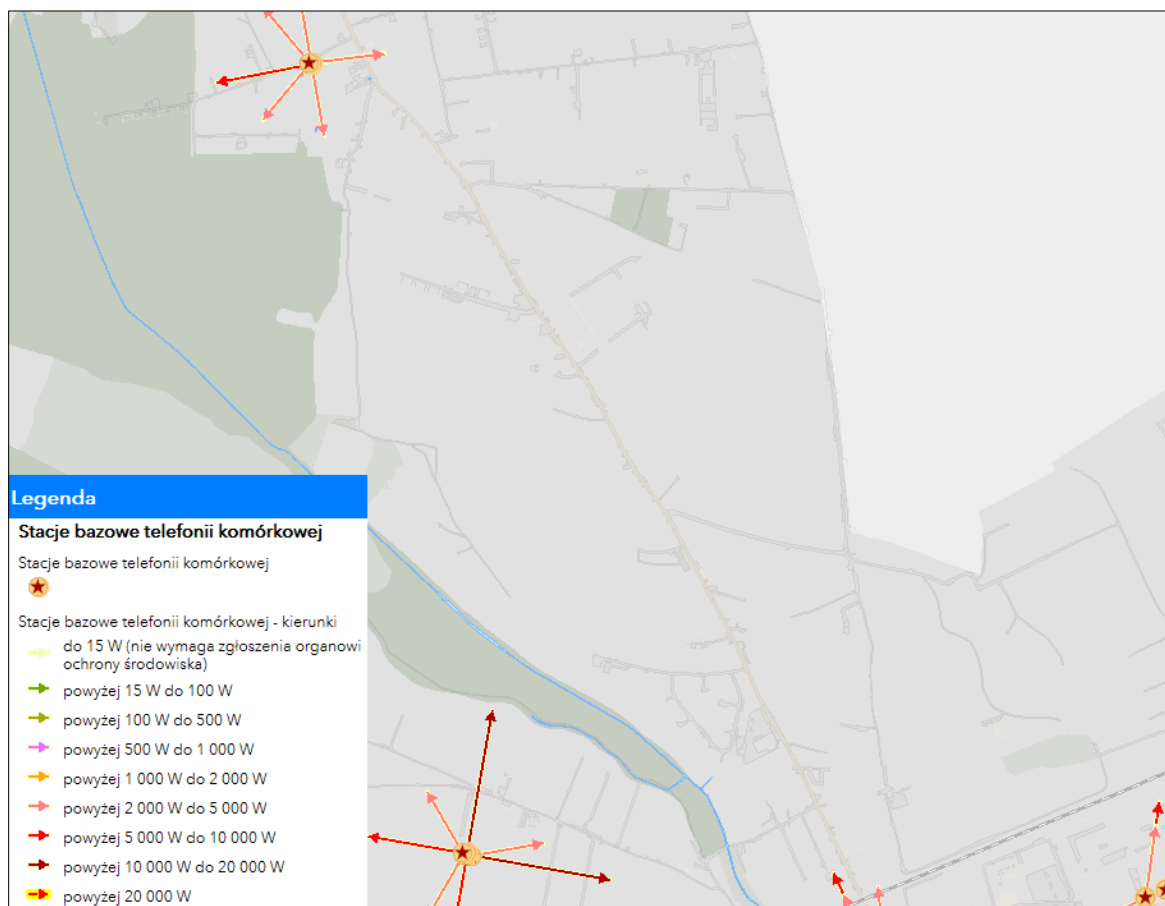 Legenda
Stacje bazowe telefonii komórkowej
Stacje bazowe telefonii komórkowej
Stacje bazowe telefonii komórkowej - kierunki
do 15 W (nie wymaga zgłoszenia organowi
ochrony środowiska)
powyżej 15 W do 100 W
powyżej 100 W do 500 W
powyżej 500 W do 1 000 W
powyżej 1 000 W do 2 000 W
powyżej 2 000 W do 5 000 W
powyżej 5 000 W do 10 000 W
powyżej 10 000 W do 20 000 W
powyżej 20 000 W